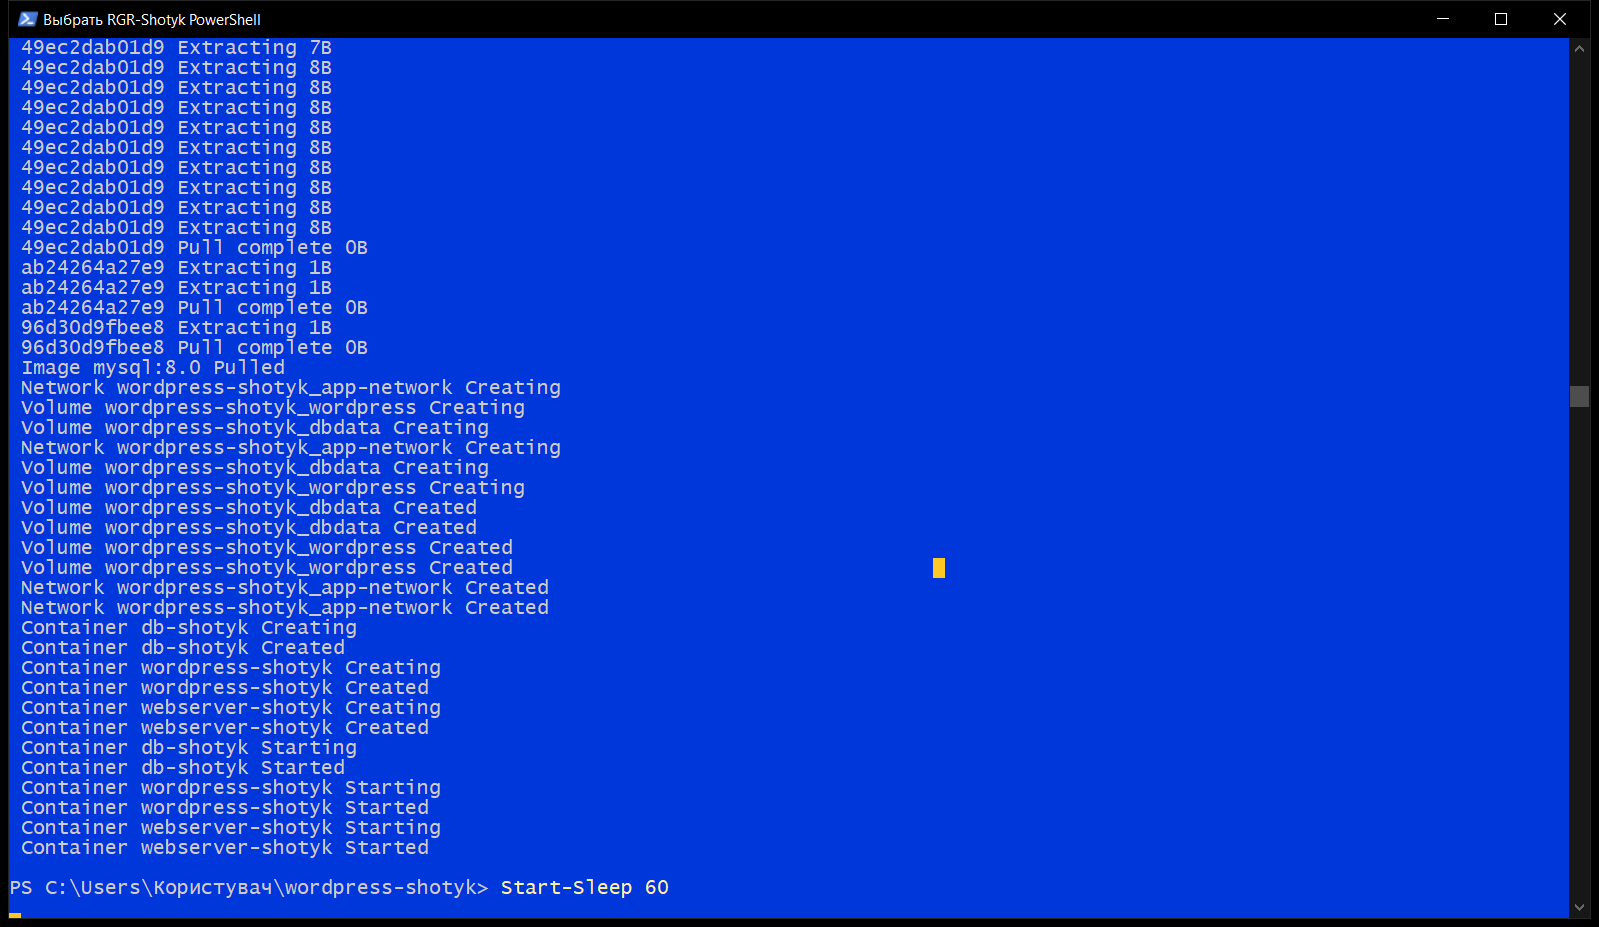 Выбрать RGR-Shotyk PowerShell
49ec2dab01d9 Extracting 7B
49ec2dab01d9 Extracting 8B
49ec2dab01d9 Extracting 8B
49ec2dab01d9 Extracting 8B
49ec2dab01d9 Extracting 8B
49ec2dab01d9 Extracting 8B
49ec2dab01d9 Extracting 8B
49ec2dab01d9 Extracting 8B
49ec2dab01d9 Extracting 8B
49ec2dab01d9 Extracting 8B
49ec2dab01d9 Pull complete 0B
ab24264a27e9 Extracting 1B
ab24264a27e9 Extracting 1B
ab24264a27e9 Pull complete 0B
96d30d9fbee8 Extracting 1B
96d30d9fbee8 Pull complete 0B
Image mysql:8.0 Pulled
Network wordpress-shotyk_app-network Creating
Volume wordpress-shotyk_wordpress Creating
Volume wordpress-shotyk_dbdata Creating
Network wordpress-shotyk_app-network Creating
Volume wordpress-shotyk_dbdata Creating
Volume wordpress-shotyk_wordpress Creating
Volume wordpress-shotyk_dbdata Created
Volume wordpress-shotyk_dbdata Created
Volume wordpress-shotyk_wordpress Created
Volume wordpress-shotyk_wordpress Created
Network wordpress-shotyk_app-network Created
Network wordpress-shotyk_app-network Created
Container db-shotyk Creating
Container db-shotyk Created
Container wordpress-shotyk Creating
Container wordpress-shotyk Created
Container webserver-shotyk Creating
Container webserver-shotyk Created
Container db-shotyk Starting
Container db-shotyk Started
Container wordpress-shotyk Starting
Container wordpress-shotyk Started
Container webserver-shotyk Starting
Container webserver-shotyk Started
PS C:\Users\Користувач\wordpress-shotyk> Start-Sleep 60